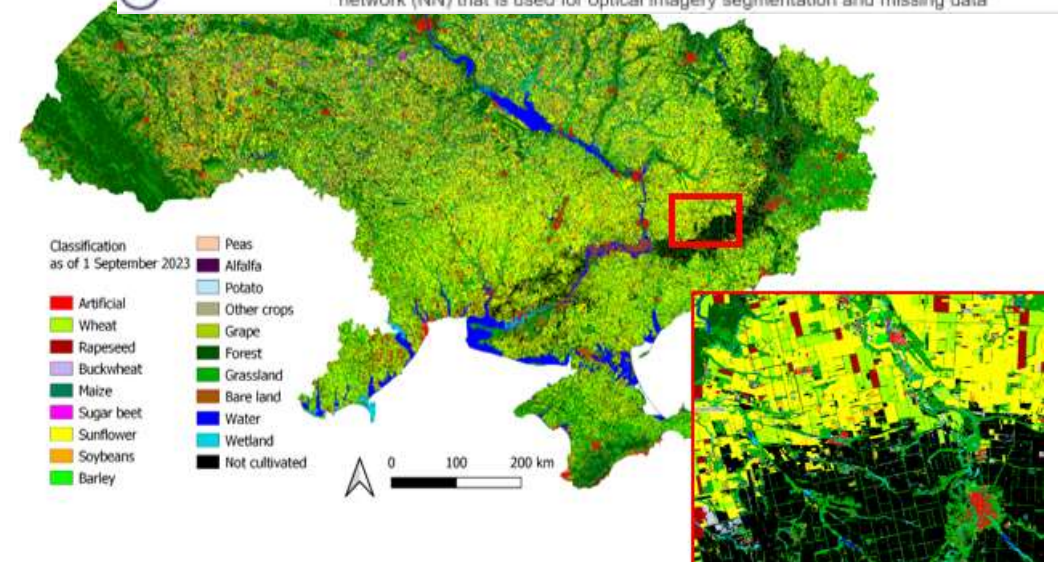 network (NN) that is used for optical imagery segmentation and missing data
Classification
as of 1 September 2023
Artificial
Wheat
Rapeseed
Buckwheat
Maize
Sugar beet
Sunflower
Soybeans
Barley
Peas
Alfalfa
Potato
Other crops
Grape
Forest
Grassland
Bare land
Water
Wetland
Not cultivated
0 100 200 km